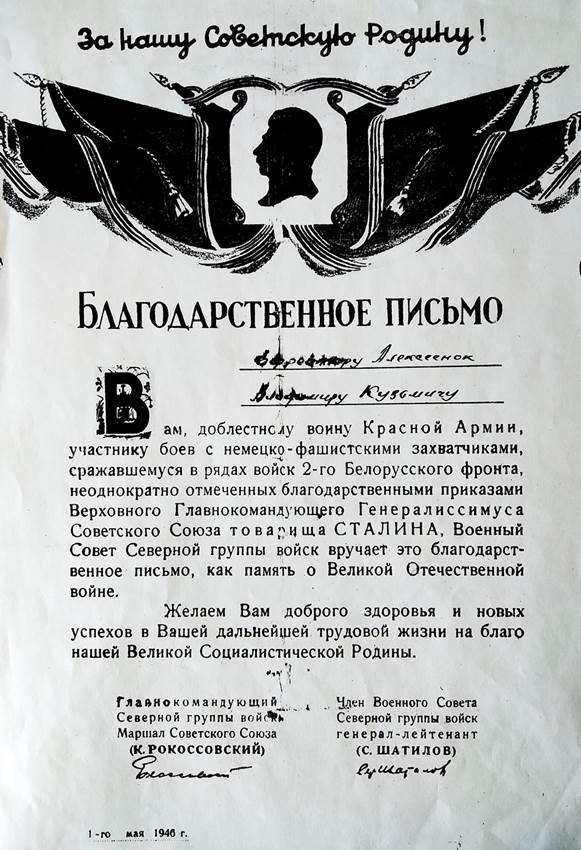 За нашу Советскую Родину!
БЛАГОДАРСТВЕННОЕ ПИСЬМО
Ефрейтору Алексеенок
Владимиру Кузьмичу
Вам, доблестному воину Красной Армии,
участнику боев с немецко-фашистскими захватчиками,
сражавшемуся в рядах войск 2-го Белорусского фронта,
неоднократно отмеченных благодарственными приказами
Верховного Главнокомандующего Генералиссимуса
Советского Союза товарища СТАЛИНА, Военный
Совет Северной группы войск вручает это благодарст-
венное письмо, как память о Великой Отечественной
войне.
Желаем Вам доброго здоровья и новых
успехов в Вашей дальнейшей трудовой жизни на благо
нашей Великой Социалистической Родины.
Главнокомандующий
Северной группы войск
Маршал Советского Союза
(К. РОКОССОВСКИЙ)
Член Военного Совета
Северной группы войск
генерал-лейтенант
(С. ШАТИЛОВ)
1-го мая 1946 г.